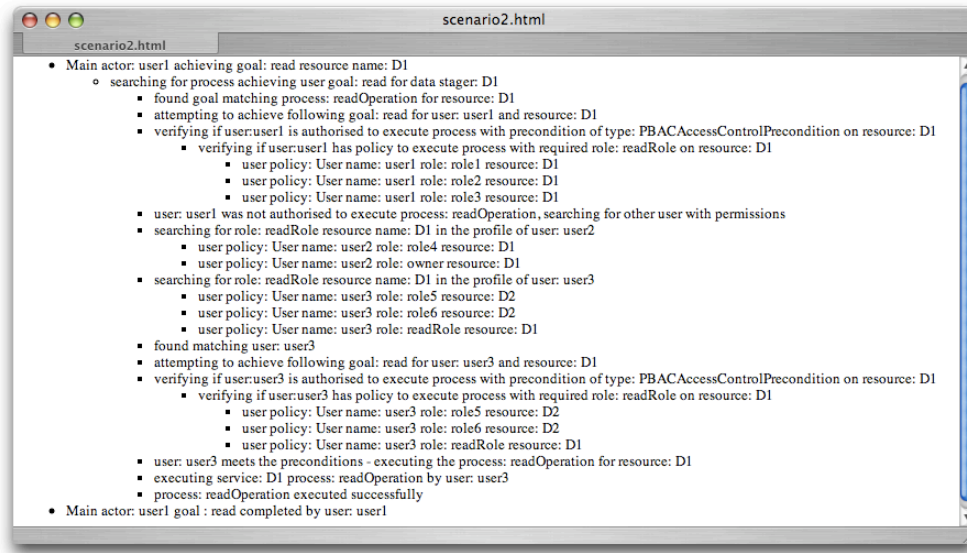 scenario2.html
scenario2.html
Main actor: user1 achieving goal: read resource name: D1
searching for process achieving user goal: read for data stager: D1
found goal matching process: readOperation for resource: D1
attempting to achieve following goal: read for user: user1 and resource: D1
verifying if user:user1 is authorised to execute process with precondition of type: PBACAccessControlPrecondition on resource: D1
verifying if user:user1 has policy to execute process with required role: readRole on resource: D1
user policy: User name: user1 role: role1 resource: D1
user policy: User name: user1 role: role2 resource: D1
user policy: User name: user1 role: role3 resource: D1
user: user1 was not authorised to execute process: readOperation, searching for other user with permissions
searching for role: readRole resource name: D1 in the profile of user: user2
user policy: User name: user2 role: role4 resource: D1
user policy: User name: user2 role: owner resource: D1
searching for role: readRole resource name: D1 in the profile of user: user3
user policy: User name: user3 role: role5 resource: D2
user policy: User name: user3 role: role6 resource: D2
user policy: User name: user3 role: readRole resource: D1
found matching user: user3
attempting to achieve following goal: read for user: user3 and resource: D1
verifying if user:user3 is authorised to execute process with precondition of type: PBACAccessControlPrecondition on resource: D1
verifying if user:user3 has policy to execute process with required role: readRole on resource: D1
user policy: User name: user3 role: role5 resource: D2
user policy: User name: user3 role: role6 resource: D2
user policy: User name: user3 role: readRole resource: D1
user: user3 meets the preconditions - executing the process: readOperation for resource: D1
executing service: D1 process: readOperation by user: user3
process: readOperation executed successfully
Main actor: user1 goal : read completed by user: user1